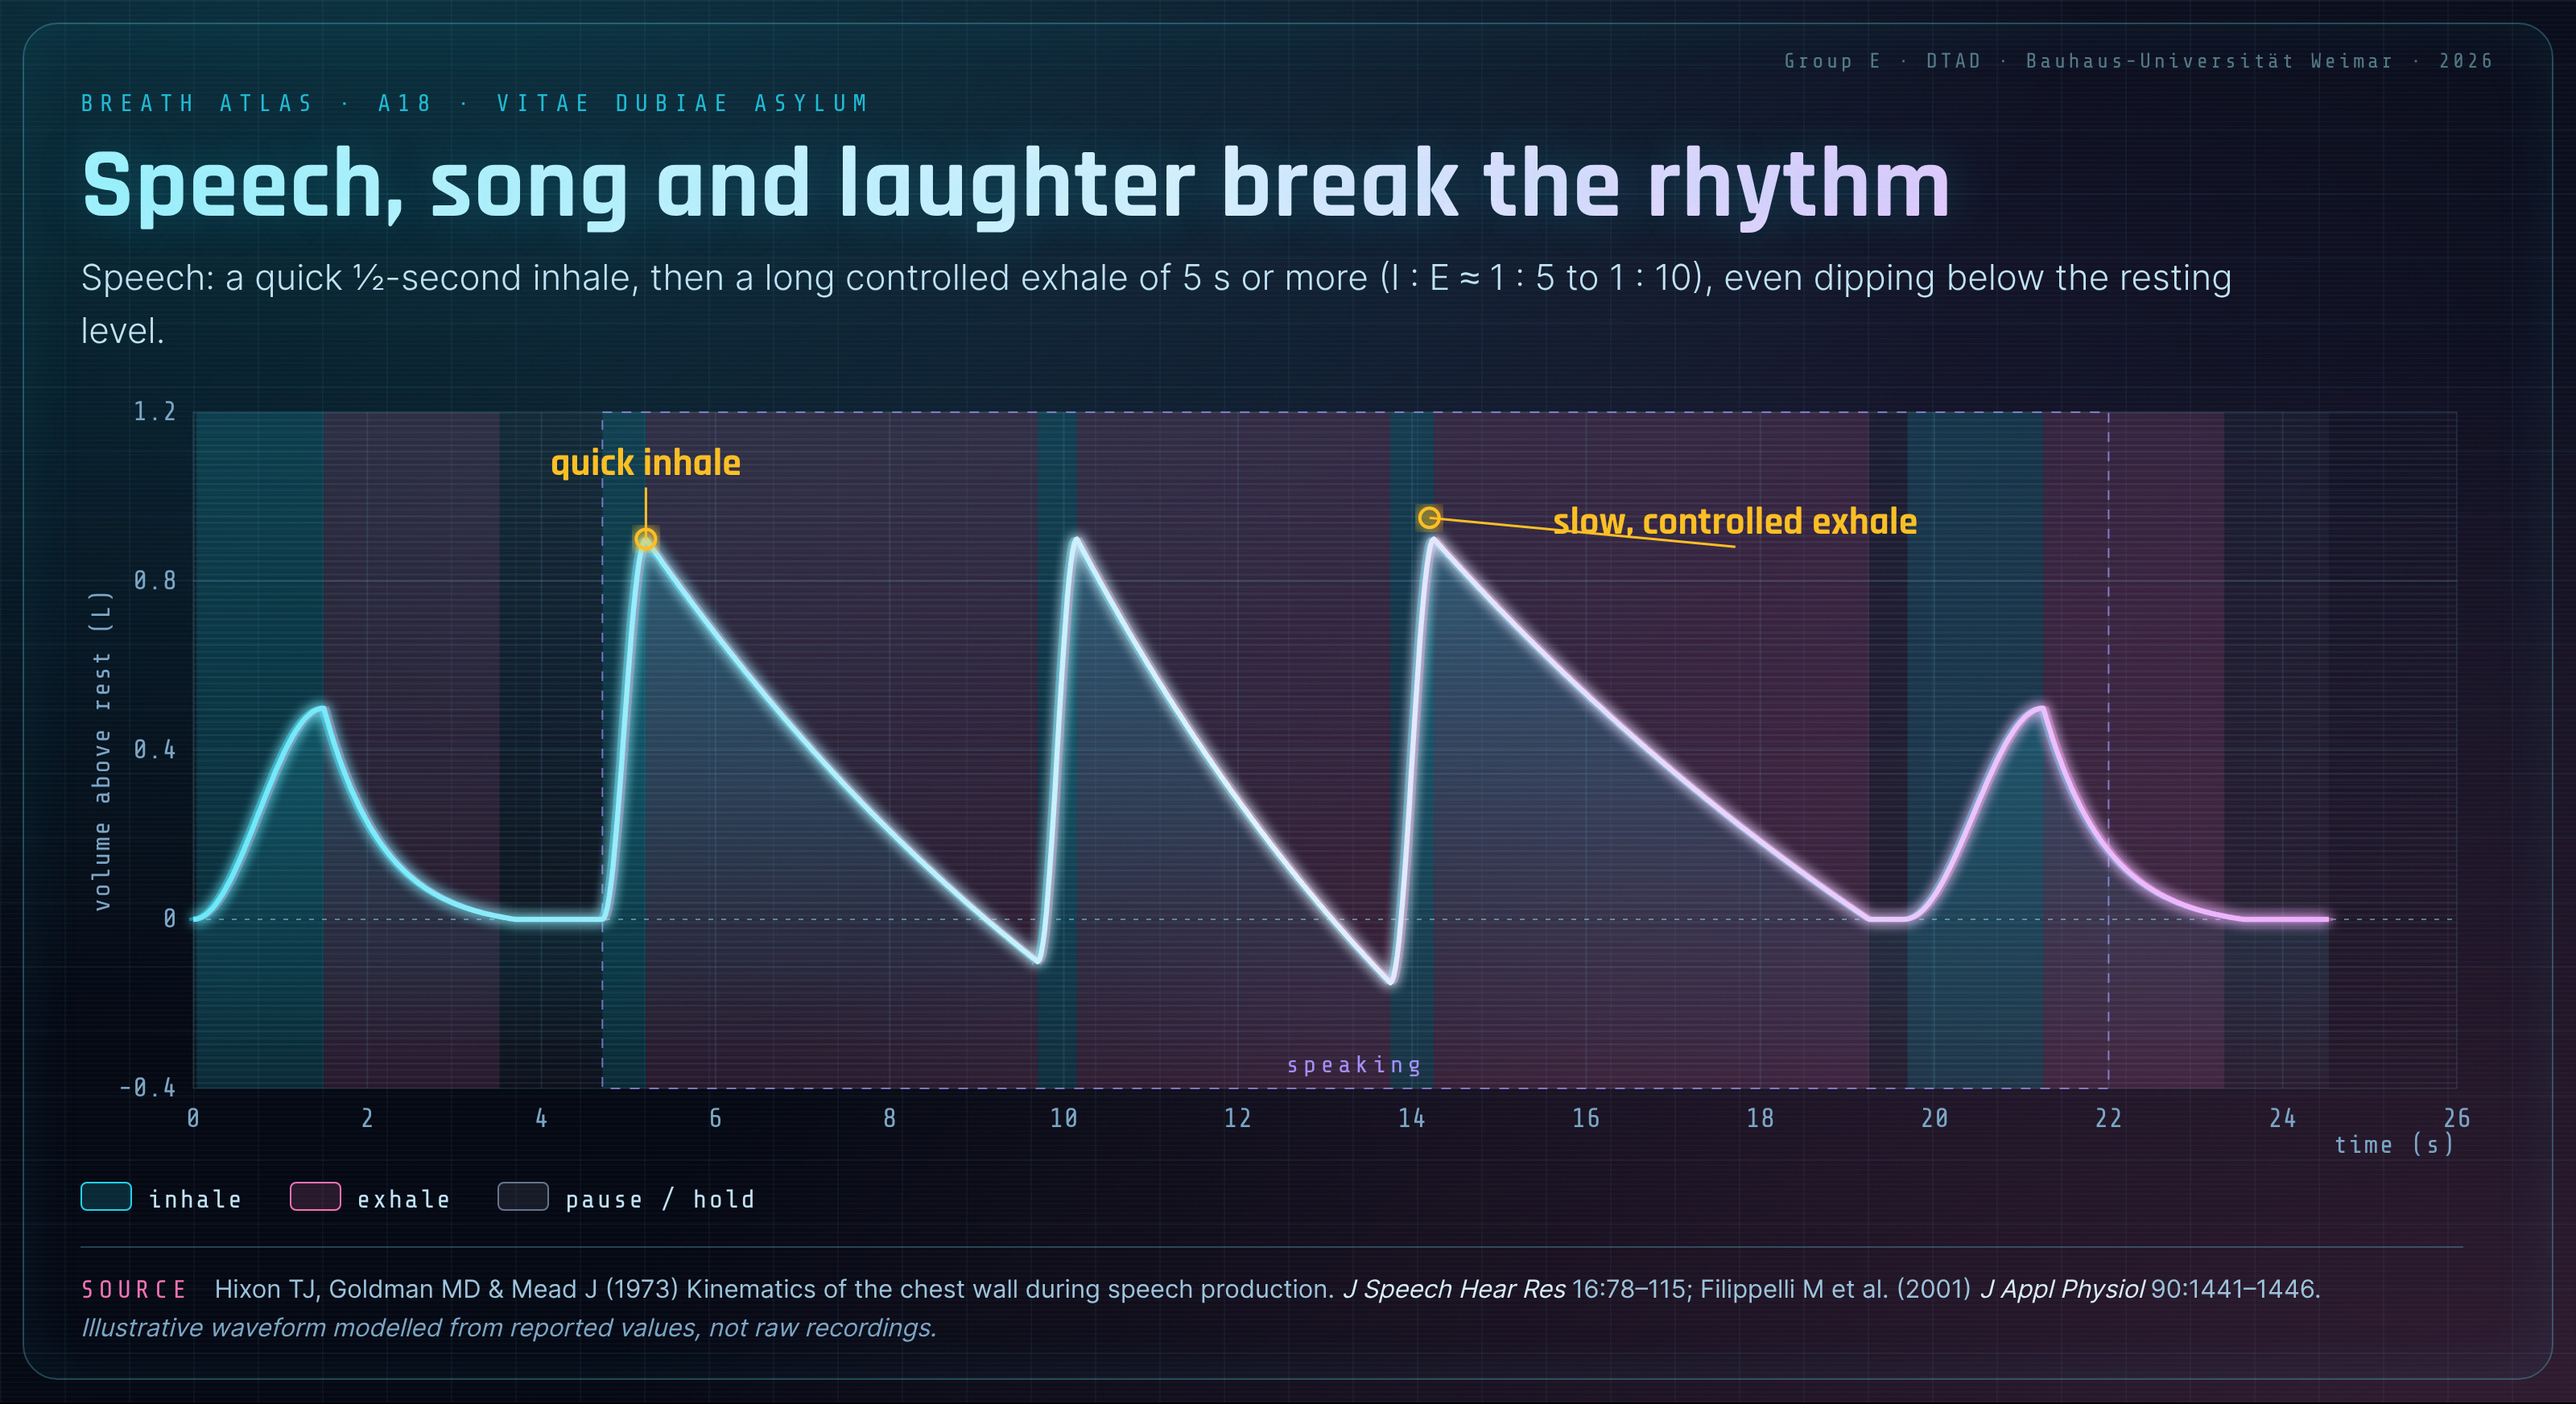 Group E · DTAD · Bauhaus-Universität Weimar · 2026
BREATH ATLAS · A18 · VITAE DUBIAE ASYLUM
Speech, song and laughter break the rhythm
Speech: a quick ½-second inhale, then a long controlled exhale of 5 s or more (I : E ≈ 1 : 5 to 1 : 10), even dipping below the resting
level.
1.2
0.8
0.4
0
-0.4
volume above rest (L)
quick inhale
slow, controlled exhale
speaking
0 2 4 6 8 10 12 14 16 18 20 22 24 26
time (s)
inhale exhale pause / hold
SOURCE Hixon TJ, Goldman MD & Mead J (1973) Kinematics of the chest wall during speech production. J Speech Hear Res 16:78–115; Filippelli M et al. (2001) J Appl Physiol 90:1441–1446.
Illustrative waveform modelled from reported values, not raw recordings.